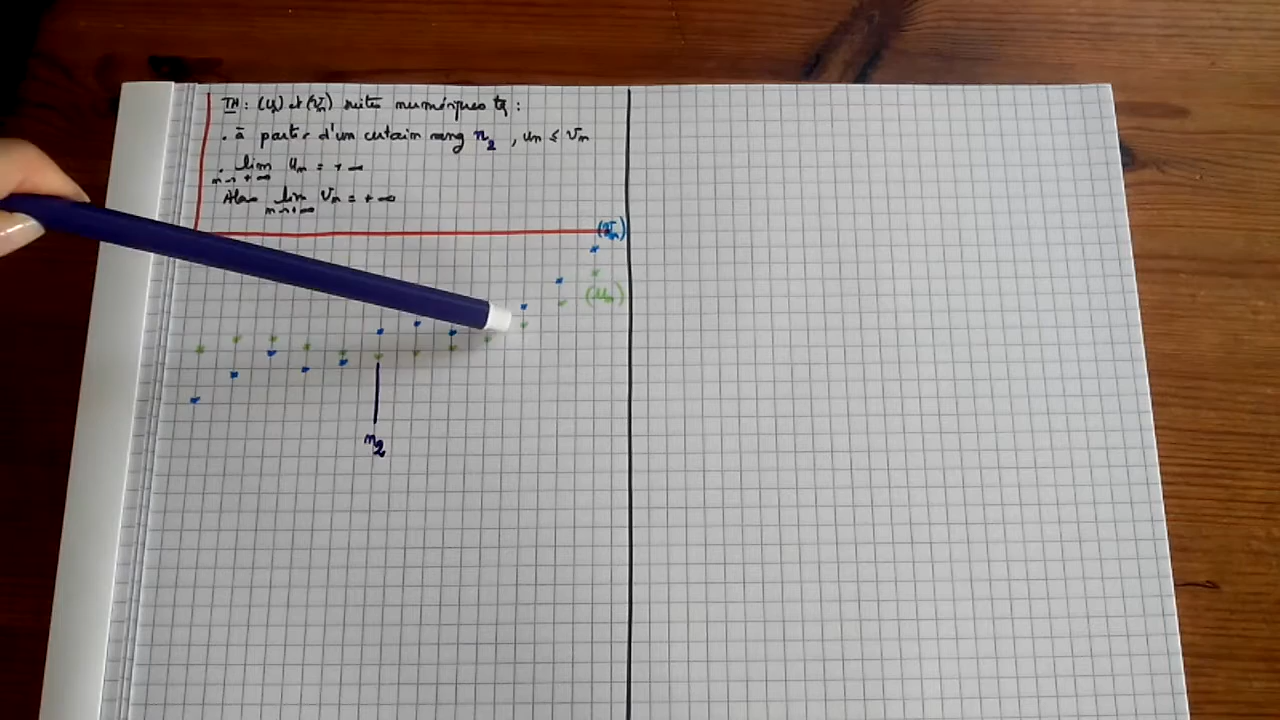 TH : (un) et (vn) suites numériques tq :
. à partir d'un certain rang n2 , un ≤ vn
. lim un = + ∞
n→+∞
Alors lim vn = + ∞
n→+∞
(vn)
(un)
n2